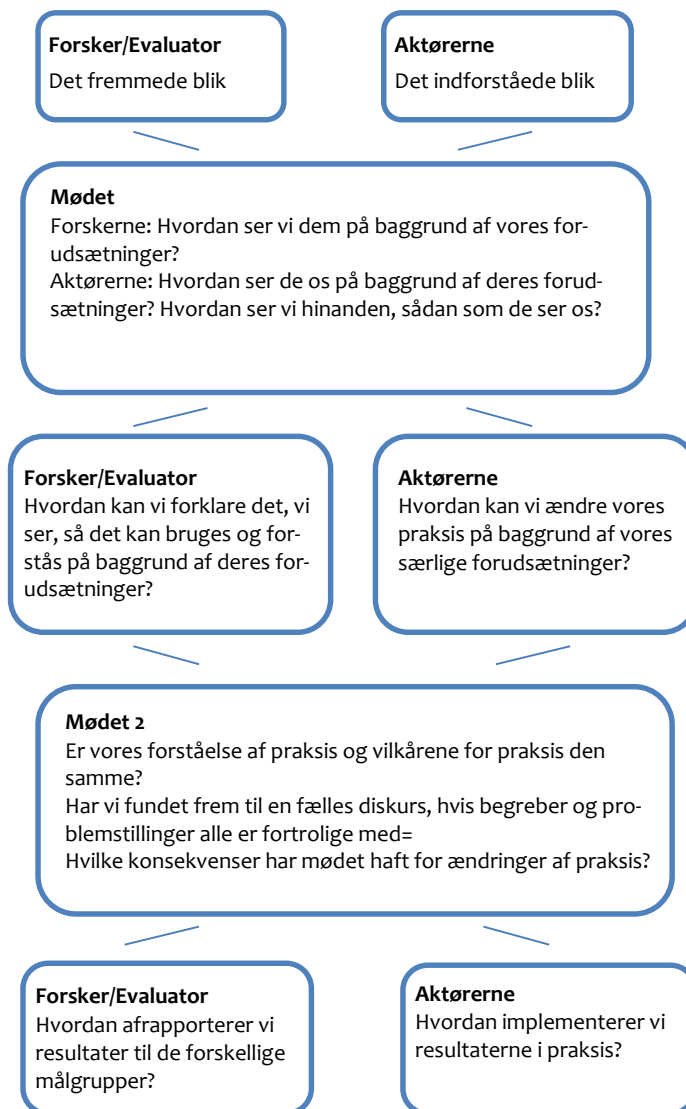 Forsker/Evaluator
Det fremmede blik
Aktørerne
Det indforståede blik
Mødet
Forskerne: Hvordan ser vi dem på baggrund af vores for-
udsætninger?
Aktørerne: Hvordan ser de os på baggrund af deres forud-
sætninger? Hvordan ser vi hinanden, sådan som de ser os?
Forsker/Evaluator
Hvordan kan vi forklare det, vi
ser, så det kan bruges og for-
stås på baggrund af deres for-
udsætninger?
Aktørerne
Hvordan kan vi ændre vores
praksis på baggrund af vores
særlige forudsætninger?
Mødet 2
Er vores forståelse af praksis og vilkårene for praksis den
samme?
Har vi fundet frem til en fælles diskurs, hvis begreber og pro-
blemstillinger alle er fortrolige med=
Hvilke konsekvenser har mødet haft for ændringer af praksis?
Forsker/Evaluator
Hvordan afrapporterer vi
resultater til de forskellige
målgrupper?
Aktørerne
Hvordan implementerer vi
resultaterne i praksis?